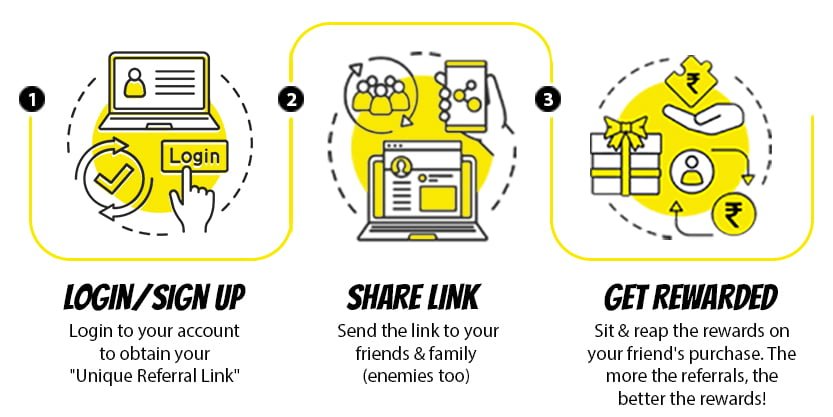 1
2
3
Login
₹
₹
LOGIN/SIGN UP
Login to your account
to obtain your
"Unique Referral Link"
SHARE LINK
Send the link to your
friends & family
(enemies too)
GET REWARDED
Sit & reap the rewards on
your friend's purchase. The
more the referrals, the
better the rewards!